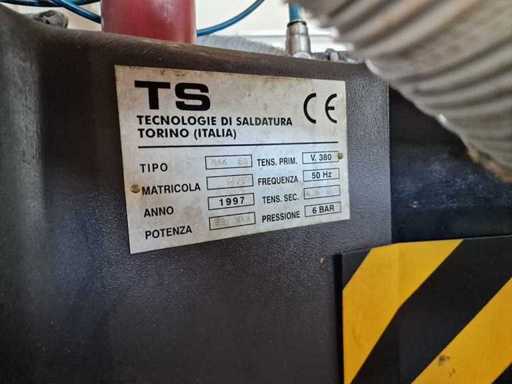 TS
CE
TECNOLOGIE DI SALDATURA
TORINO (ITALIA)
TIPO TENS. PRIM. V. 380
MATRICOLA FREQUENZA 50 Hz
ANNO 1997 TENS. SEC.
POTENZA PRESSIONE 6 BAR